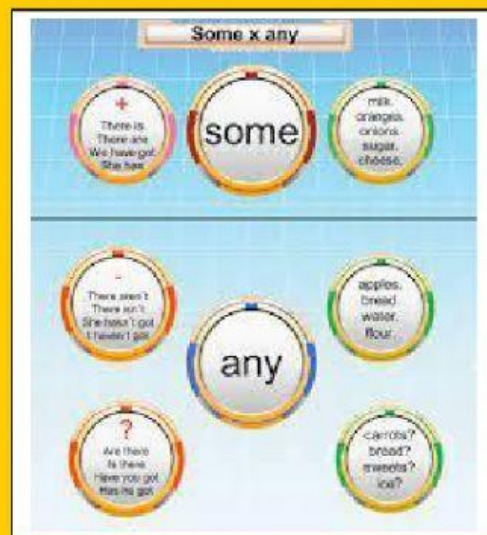 Some x any
+
There is
There are
We have got
She has
some
milk.
oranges.
onions.
sugar.
cheese.
-
There aren't
There isn't
She hasn't got
I haven't got
any
apples.
bread.
water.
flour.
?
Are there
Is there
Have you got
Has he got
carrots?
bread?
sweets?
ice?